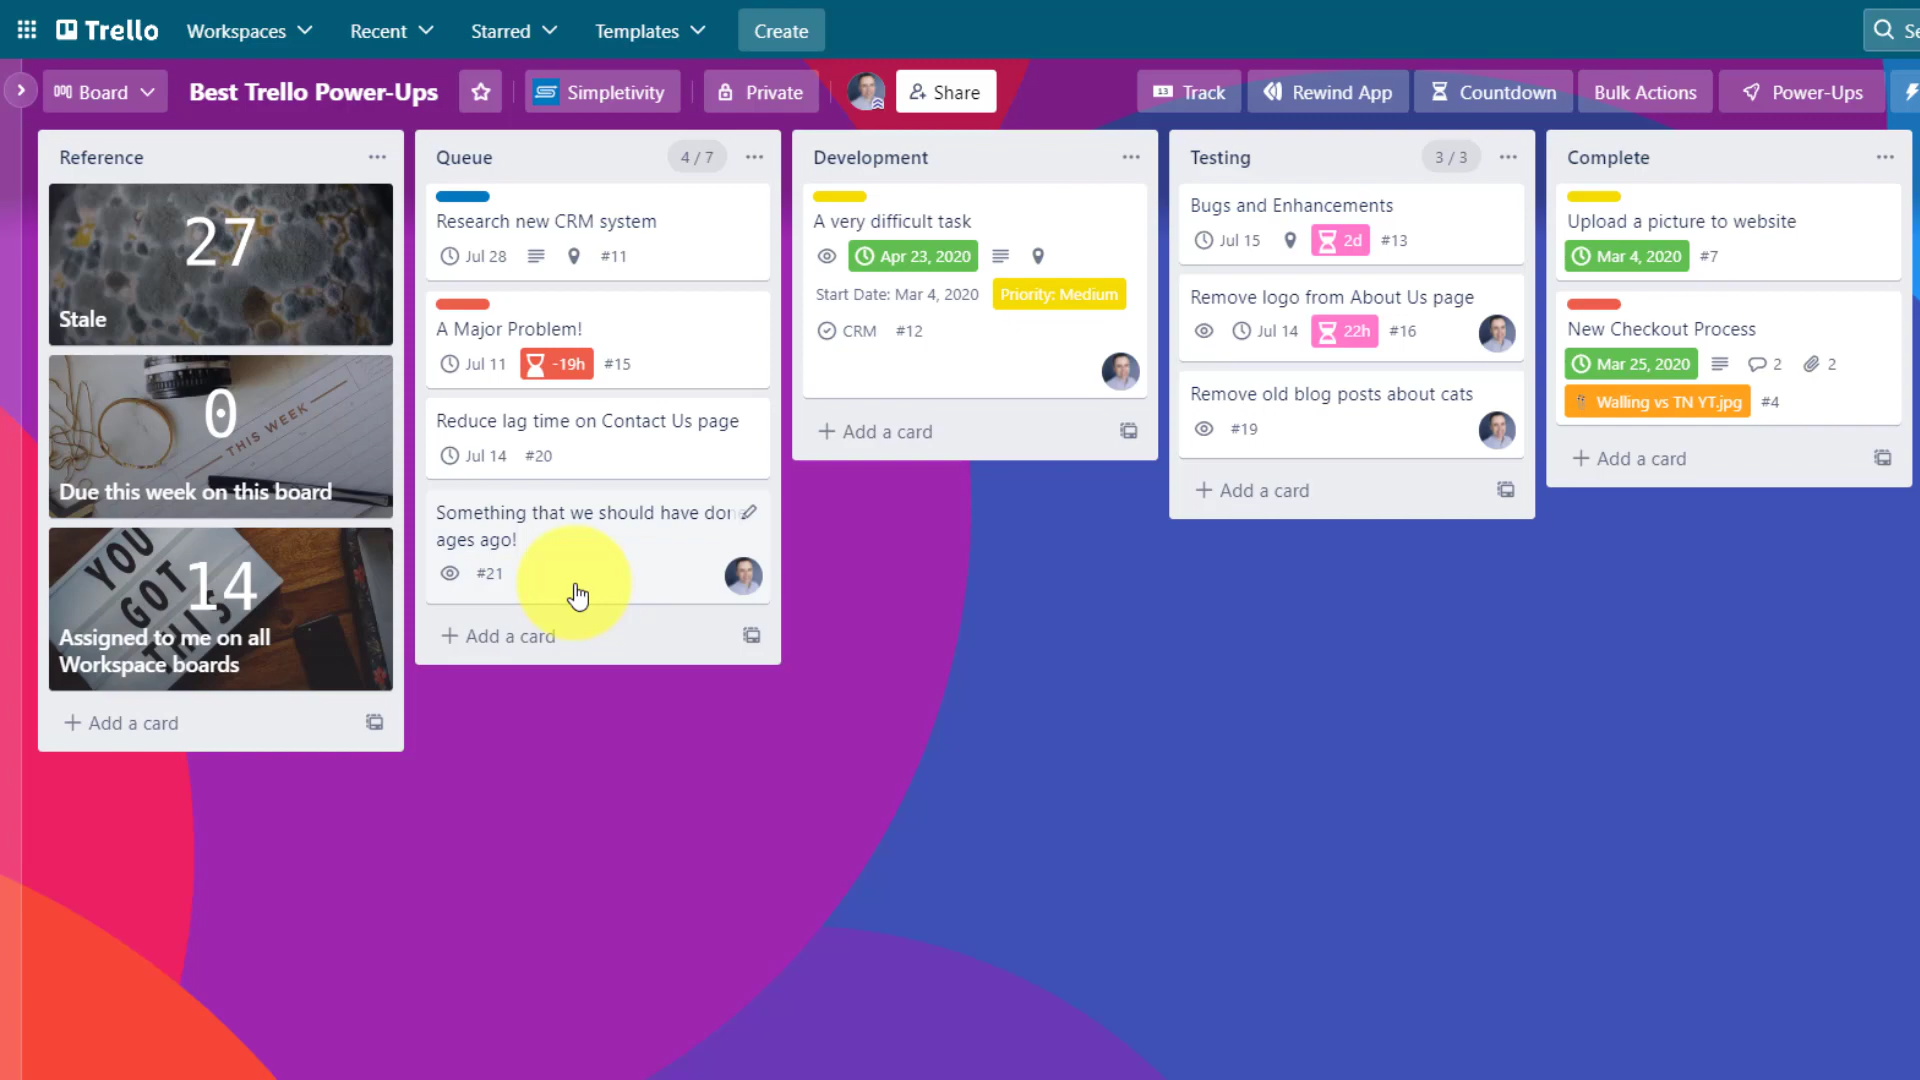 Trello
Workspaces
Recent
Starred
Templates
Create
Board
Best Trello Power-Ups
Simpletivity
Private
Share
13 Track
Rewind App
Countdown
Bulk Actions
Power-Ups
Reference
27
Stale
THIS WEEK
0
Due this week on this board
YOU
GOT
THIS
14
Assigned to me on all
Workspace boards
+ Add a card
Queue
4 / 7
Research new CRM system
Jul 28 #11
A Major Problem!
Jul 11 -19h #15
Reduce lag time on Contact Us page
Jul 14 #20
Something that we should have done
ages ago!
#21
+ Add a card
Development
A very difficult task
Apr 23, 2020
Start Date: Mar 4, 2020 Priority: Medium
CRM #12
+ Add a card
Testing
3 / 3
Bugs and Enhancements
Jul 15 2d #13
Remove logo from About Us page
Jul 14 22h #16
Remove old blog posts about cats
#19
+ Add a card
Complete
Upload a picture to website
Mar 4, 2020 #7
New Checkout Process
Mar 25, 2020 2 2
Walling vs TN YT.jpg #4
+ Add a card